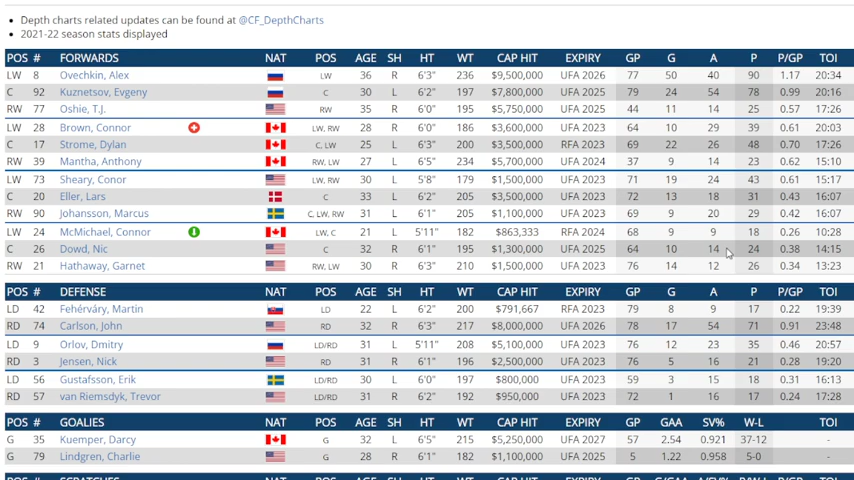 Depth charts related updates can be found at @CF_DepthCharts
2021-22 season stats displayed
POS # FORWARDS NAT POS AGE SH HT WT CAP HIT EXPIRY GP G A P P/GP TOI
LW 8 Ovechkin, Alex LW 36 R 6'3" 236 $9,500,000 UFA 2026 77 50 40 90 1.17 20:34
C 92 Kuznetsov, Evgeny C 30 L 6'2" 197 $7,800,000 UFA 2025 79 24 54 78 0.99 20:16
RW 77 Oshie, T.J. RW 35 R 6'0" 195 $5,750,000 UFA 2025 44 11 14 25 0.57 17:26
LW 28 Brown, Connor LW, RW 28 R 6'0" 186 $3,600,000 UFA 2023 64 10 29 39 0.61 20:03
C 17 Strome, Dylan C, LW 25 L 6'3" 200 $3,500,000 RFA 2023 69 22 26 48 0.70 17:26
RW 39 Mantha, Anthony RW, LW 27 L 6'5" 234 $5,700,000 UFA 2024 37 9 14 23 0.62 15:10
LW 73 Sheary, Conor LW, RW 30 L 5'8" 179 $1,500,000 UFA 2023 71 19 24 43 0.61 15:17
C 20 Eller, Lars C 33 L 6'2" 205 $3,500,000 UFA 2023 72 13 18 31 0.43 16:07
RW 90 Johansson, Marcus C, LW, RW 31 L 6'1" 205 $1,100,000 UFA 2023 69 9 20 29 0.42 16:07
LW 24 McMichael, Connor LW, C 21 L 5'11" 182 $863,333 RFA 2024 68 9 9 18 0.26 10:28
C 26 Dowd, Nic C 32 R 6'1" 195 $1,300,000 UFA 2025 64 10 14 24 0.38 14:15
RW 21 Hathaway, Garnet RW, LW 30 R 6'3" 210 $1,500,000 UFA 2023 76 14 12 26 0.34 13:23
POS # DEFENSE NAT POS AGE SH HT WT CAP HIT EXPIRY GP G A P P/GP TOI
LD 42 Fehérváry, Martin LD 22 L 6'2" 200 $791,667 RFA 2023 79 8 9 17 0.22 19:39
RD 74 Carlson, John RD 32 R 6'3" 217 $8,000,000 UFA 2026 78 17 54 71 0.91 23:48
LD 9 Orlov, Dmitry LD/RD 31 L 5'11" 208 $5,100,000 UFA 2023 76 12 23 35 0.46 20:57
RD 3 Jensen, Nick LD/RD 31 R 6'1" 196 $2,500,000 UFA 2023 76 5 16 21 0.28 19:20
LD 56 Gustafsson, Erik LD/RD 30 L 6'0" 197 $800,000 UFA 2023 59 3 15 18 0.31 16:13
RD 57 van Riemsdyk, Trevor LD/RD 31 R 6'2" 192 $950,000 UFA 2023 72 1 16 17 0.24 17:28
POS # GOALIES NAT POS AGE SH HT WT CAP HIT EXPIRY GP GAA SV% W-L TOI
G 35 Kuemper, Darcy G 32 L 6'5" 215 $5,250,000 UFA 2027 57 2.54 0.921 37-12 -
G 79 Lindgren, Charlie G 28 R 6'1" 182 $1,100,000 UFA 2025 5 1.22 0.958 5-0 -